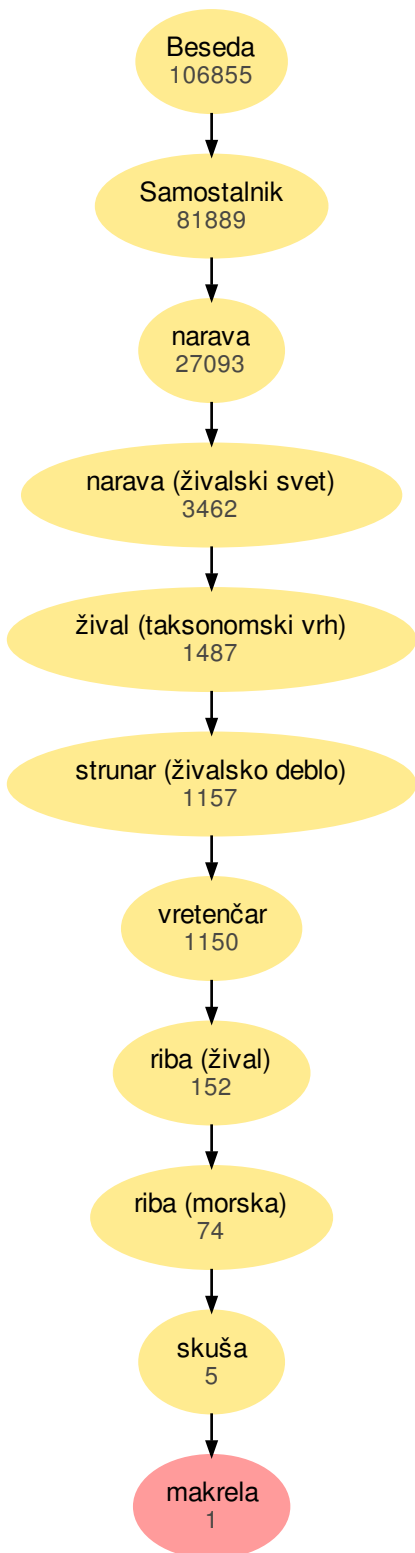 Beseda
106855
Samostalnik
81889
narava
27093
narava (živalski svet)
3462
žival (taksonomski vrh)
1487
strunar (živalsko deblo)
1157
vretenčar
1150
riba (žival)
152
riba (morska)
74
skuša
5
makrela
1